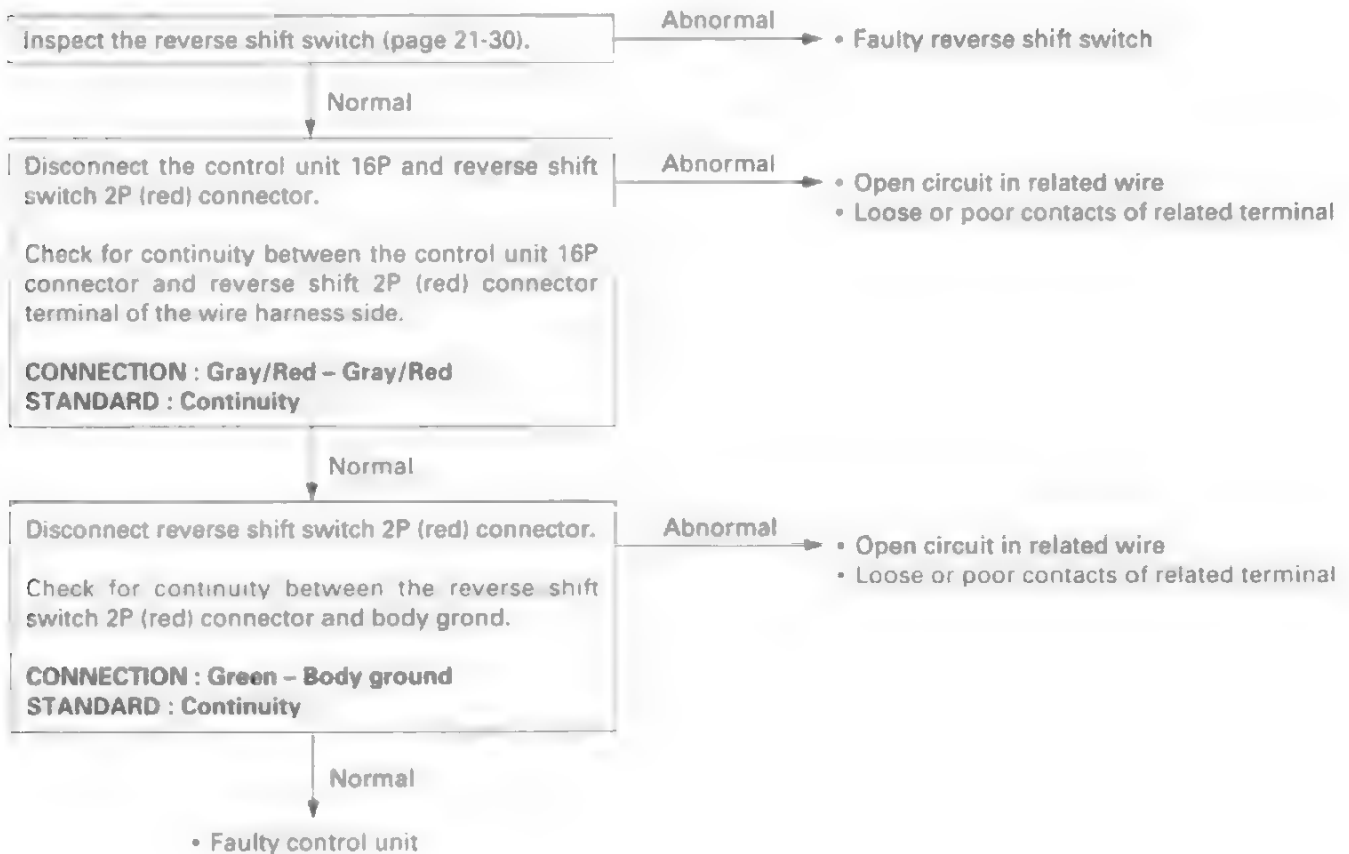 Inspect the reverse shift switch (page 21-30).
Abnormal
• Faulty reverse shift switch
Normal
Disconnect the control unit 16P and reverse shift
switch 2P (red) connector.
Abnormal
• Open circuit in related wire
• Loose or poor contacts of related terminal
Check for continuity between the control unit 16P
connector and reverse shift 2P (red) connector
terminal of the wire harness side.
CONNECTION : Gray/Red – Gray/Red
STANDARD : Continuity
Normal
Disconnect reverse shift switch 2P (red) connector.
Abnormal
• Open circuit in related wire
• Loose or poor contacts of related terminal
Check for continuity between the reverse shift
switch 2P (red) connector and body grond.
CONNECTION : Green – Body ground
STANDARD : Continuity
Normal
• Faulty control unit